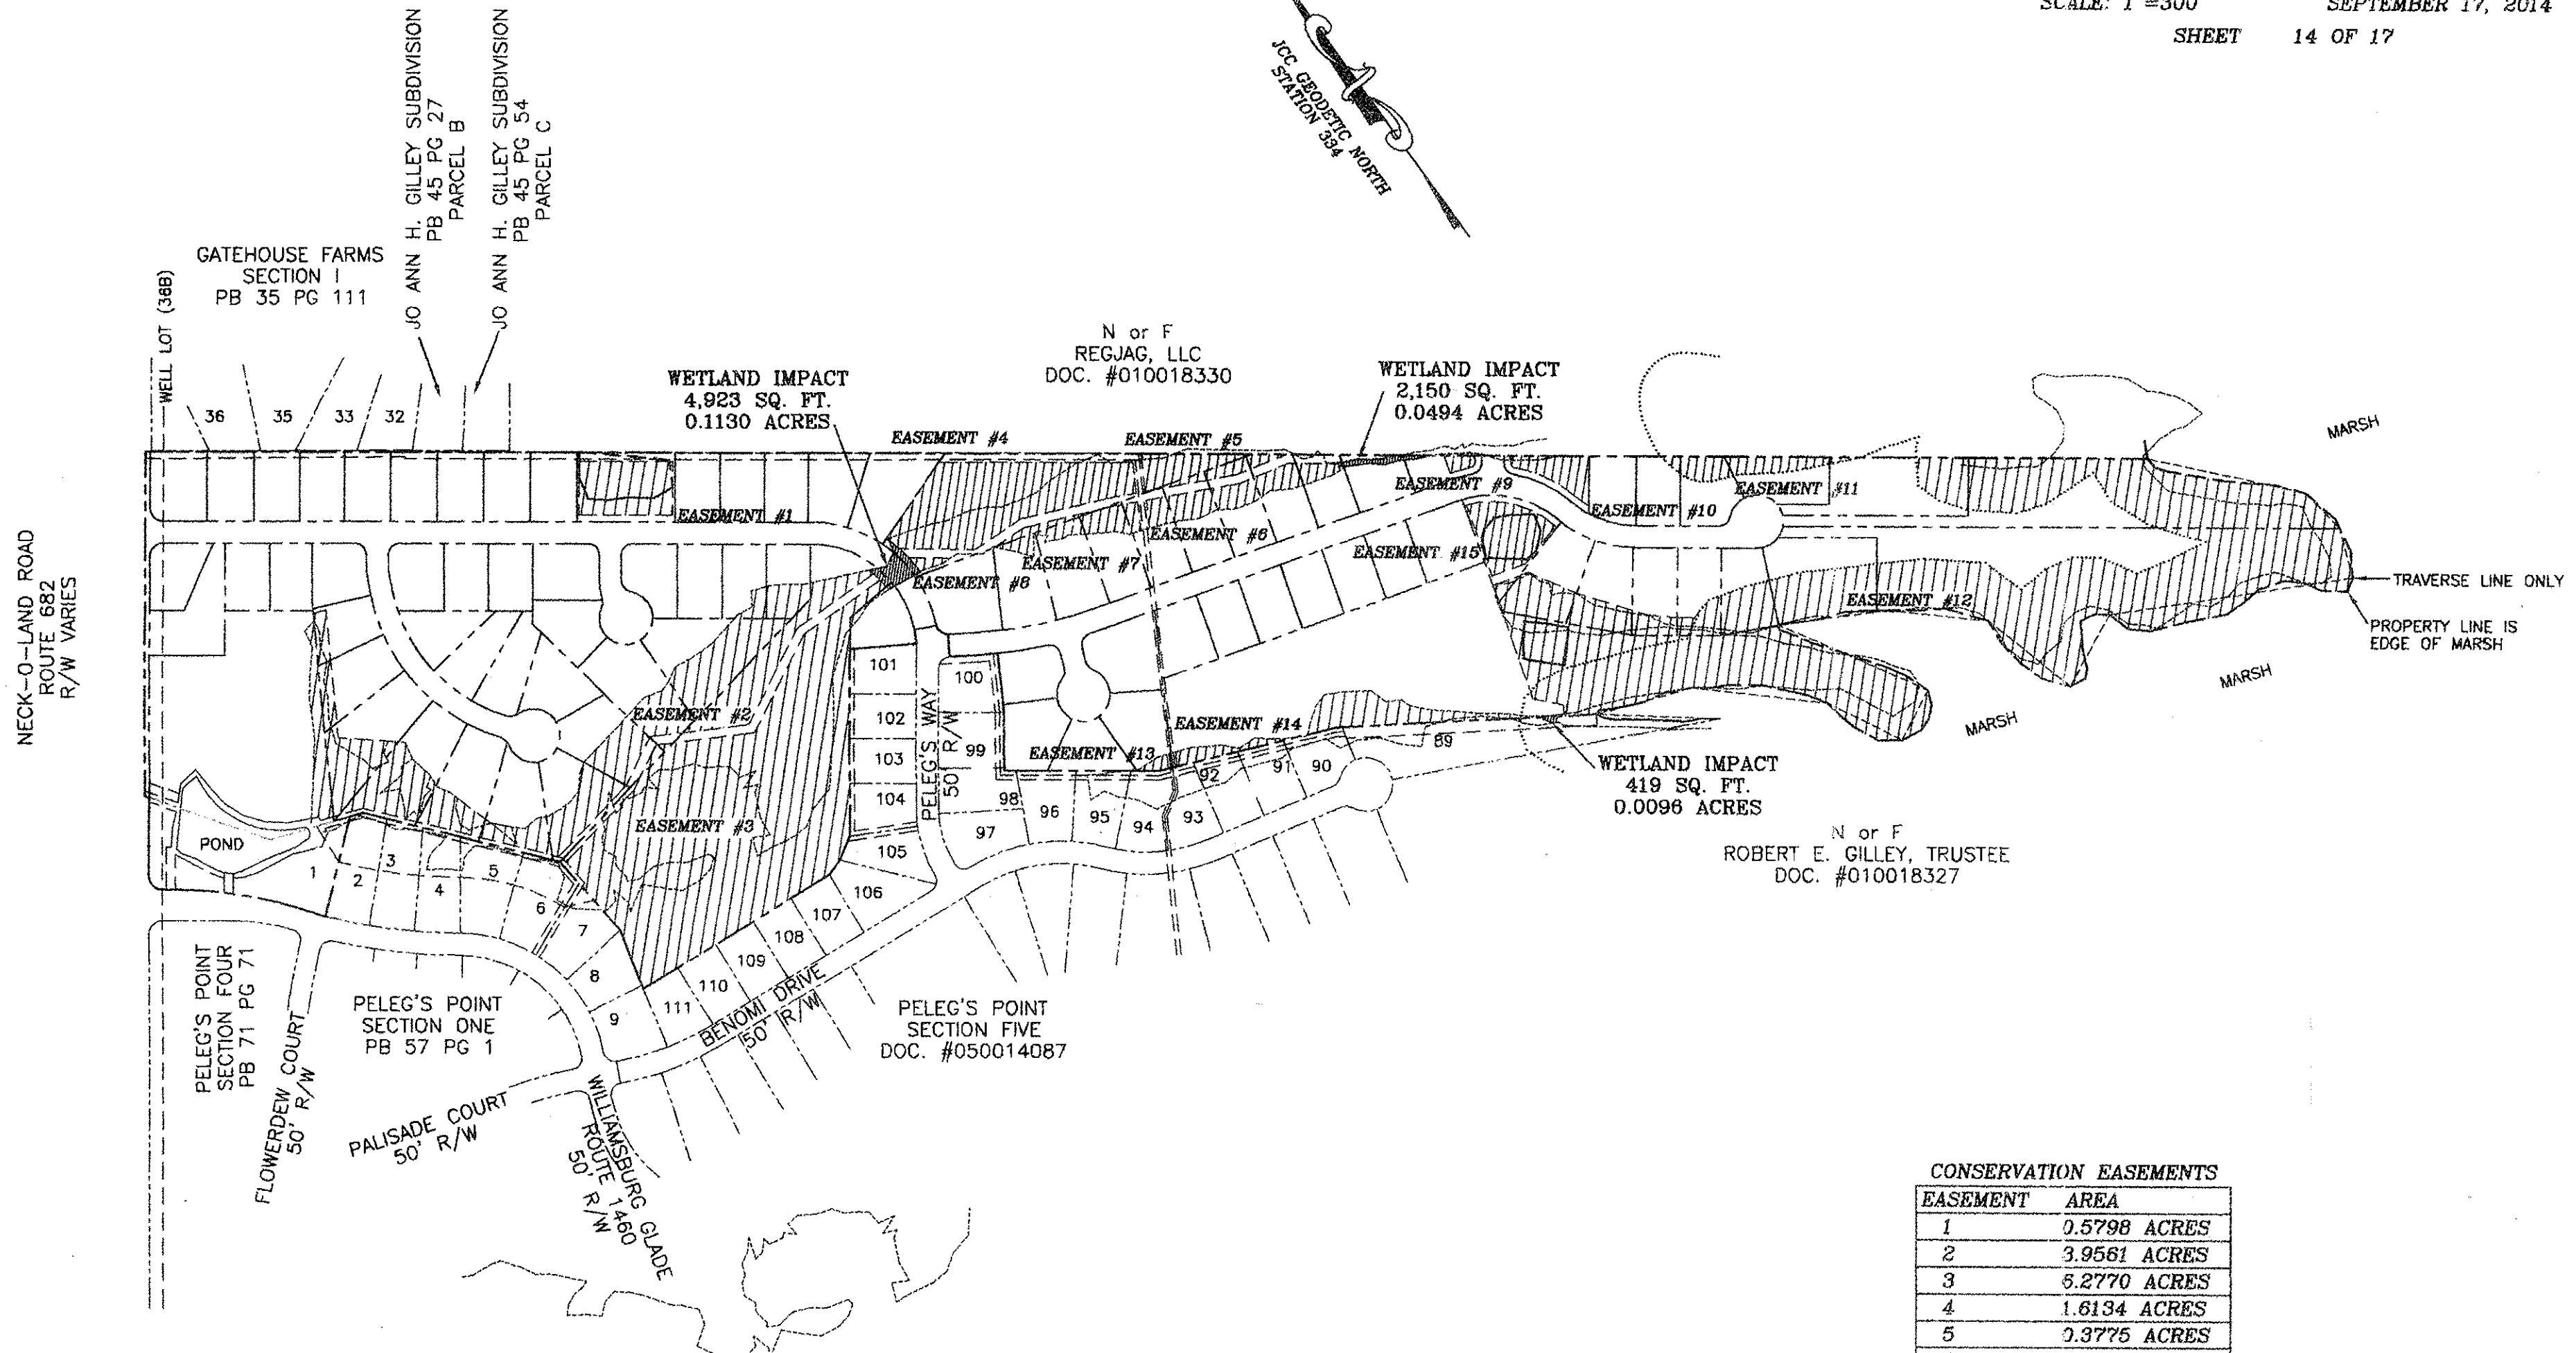 SCALE: 1"=300' SEPTEMBER 17, 2014
SHEET 14 OF 17
JCC GEODETIC NORTH
STATION 334
JO ANN H. GILLEY SUBDIVISION
PB 45 PG 27
PARCEL B
JO ANN H. GILLEY SUBDIVISION
PB 45 PG 54
PARCEL C
GATEHOUSE FARMS
SECTION I
PB 35 PG 111
WELL LOT (36B)
36
35
33
32
N or F
REGJAG, LLC
DOC. #010018330
WETLAND IMPACT
4,923 SQ. FT.
0.1130 ACRES
WETLAND IMPACT
2,150 SQ. FT.
0.0494 ACRES
MARSH
EASEMENT #4
EASEMENT #5
EASEMENT #9
EASEMENT #11
EASEMENT #1
EASEMENT #10
EASEMENT #6
EASEMENT #15
EASEMENT #7
EASEMENT #8
EASEMENT #12
TRAVERSE LINE ONLY
PROPERTY LINE IS
EDGE OF MARSH
MARSH
MARSH
NECK-O-LAND ROAD
ROUTE 682
R/W VARIES
EASEMENT #2
EASEMENT #14
EASEMENT #13
EASEMENT #3
101
102
103
104
105
106
107
108
109
110
111
100
99
98
97
96
95
94
93
92
91
90
89
PELEG'S WAY
50' R/W
WETLAND IMPACT
419 SQ. FT.
0.0096 ACRES
N or F
ROBERT E. GILLEY, TRUSTEE
DOC. #010018327
POND
1
2
3
4
5
6
7
8
9
PELEG'S POINT
SECTION FOUR
PB 71 PG 71
FLOWERDEW COURT
50' R/W
PELEG'S POINT
SECTION ONE
PB 57 PG 1
BENOMI DRIVE
50' R/W
PELEG'S POINT
SECTION FIVE
DOC. #050014087
PALISADE COURT
50' R/W
WILLIAMSBURG GLADE
ROUTE 1460
50' R/W
CONSERVATION EASEMENTS
EASEMENT AREA
1 0.5798 ACRES
2 3.9561 ACRES
3 6.2770 ACRES
4 1.6134 ACRES
5 0.3775 ACRES